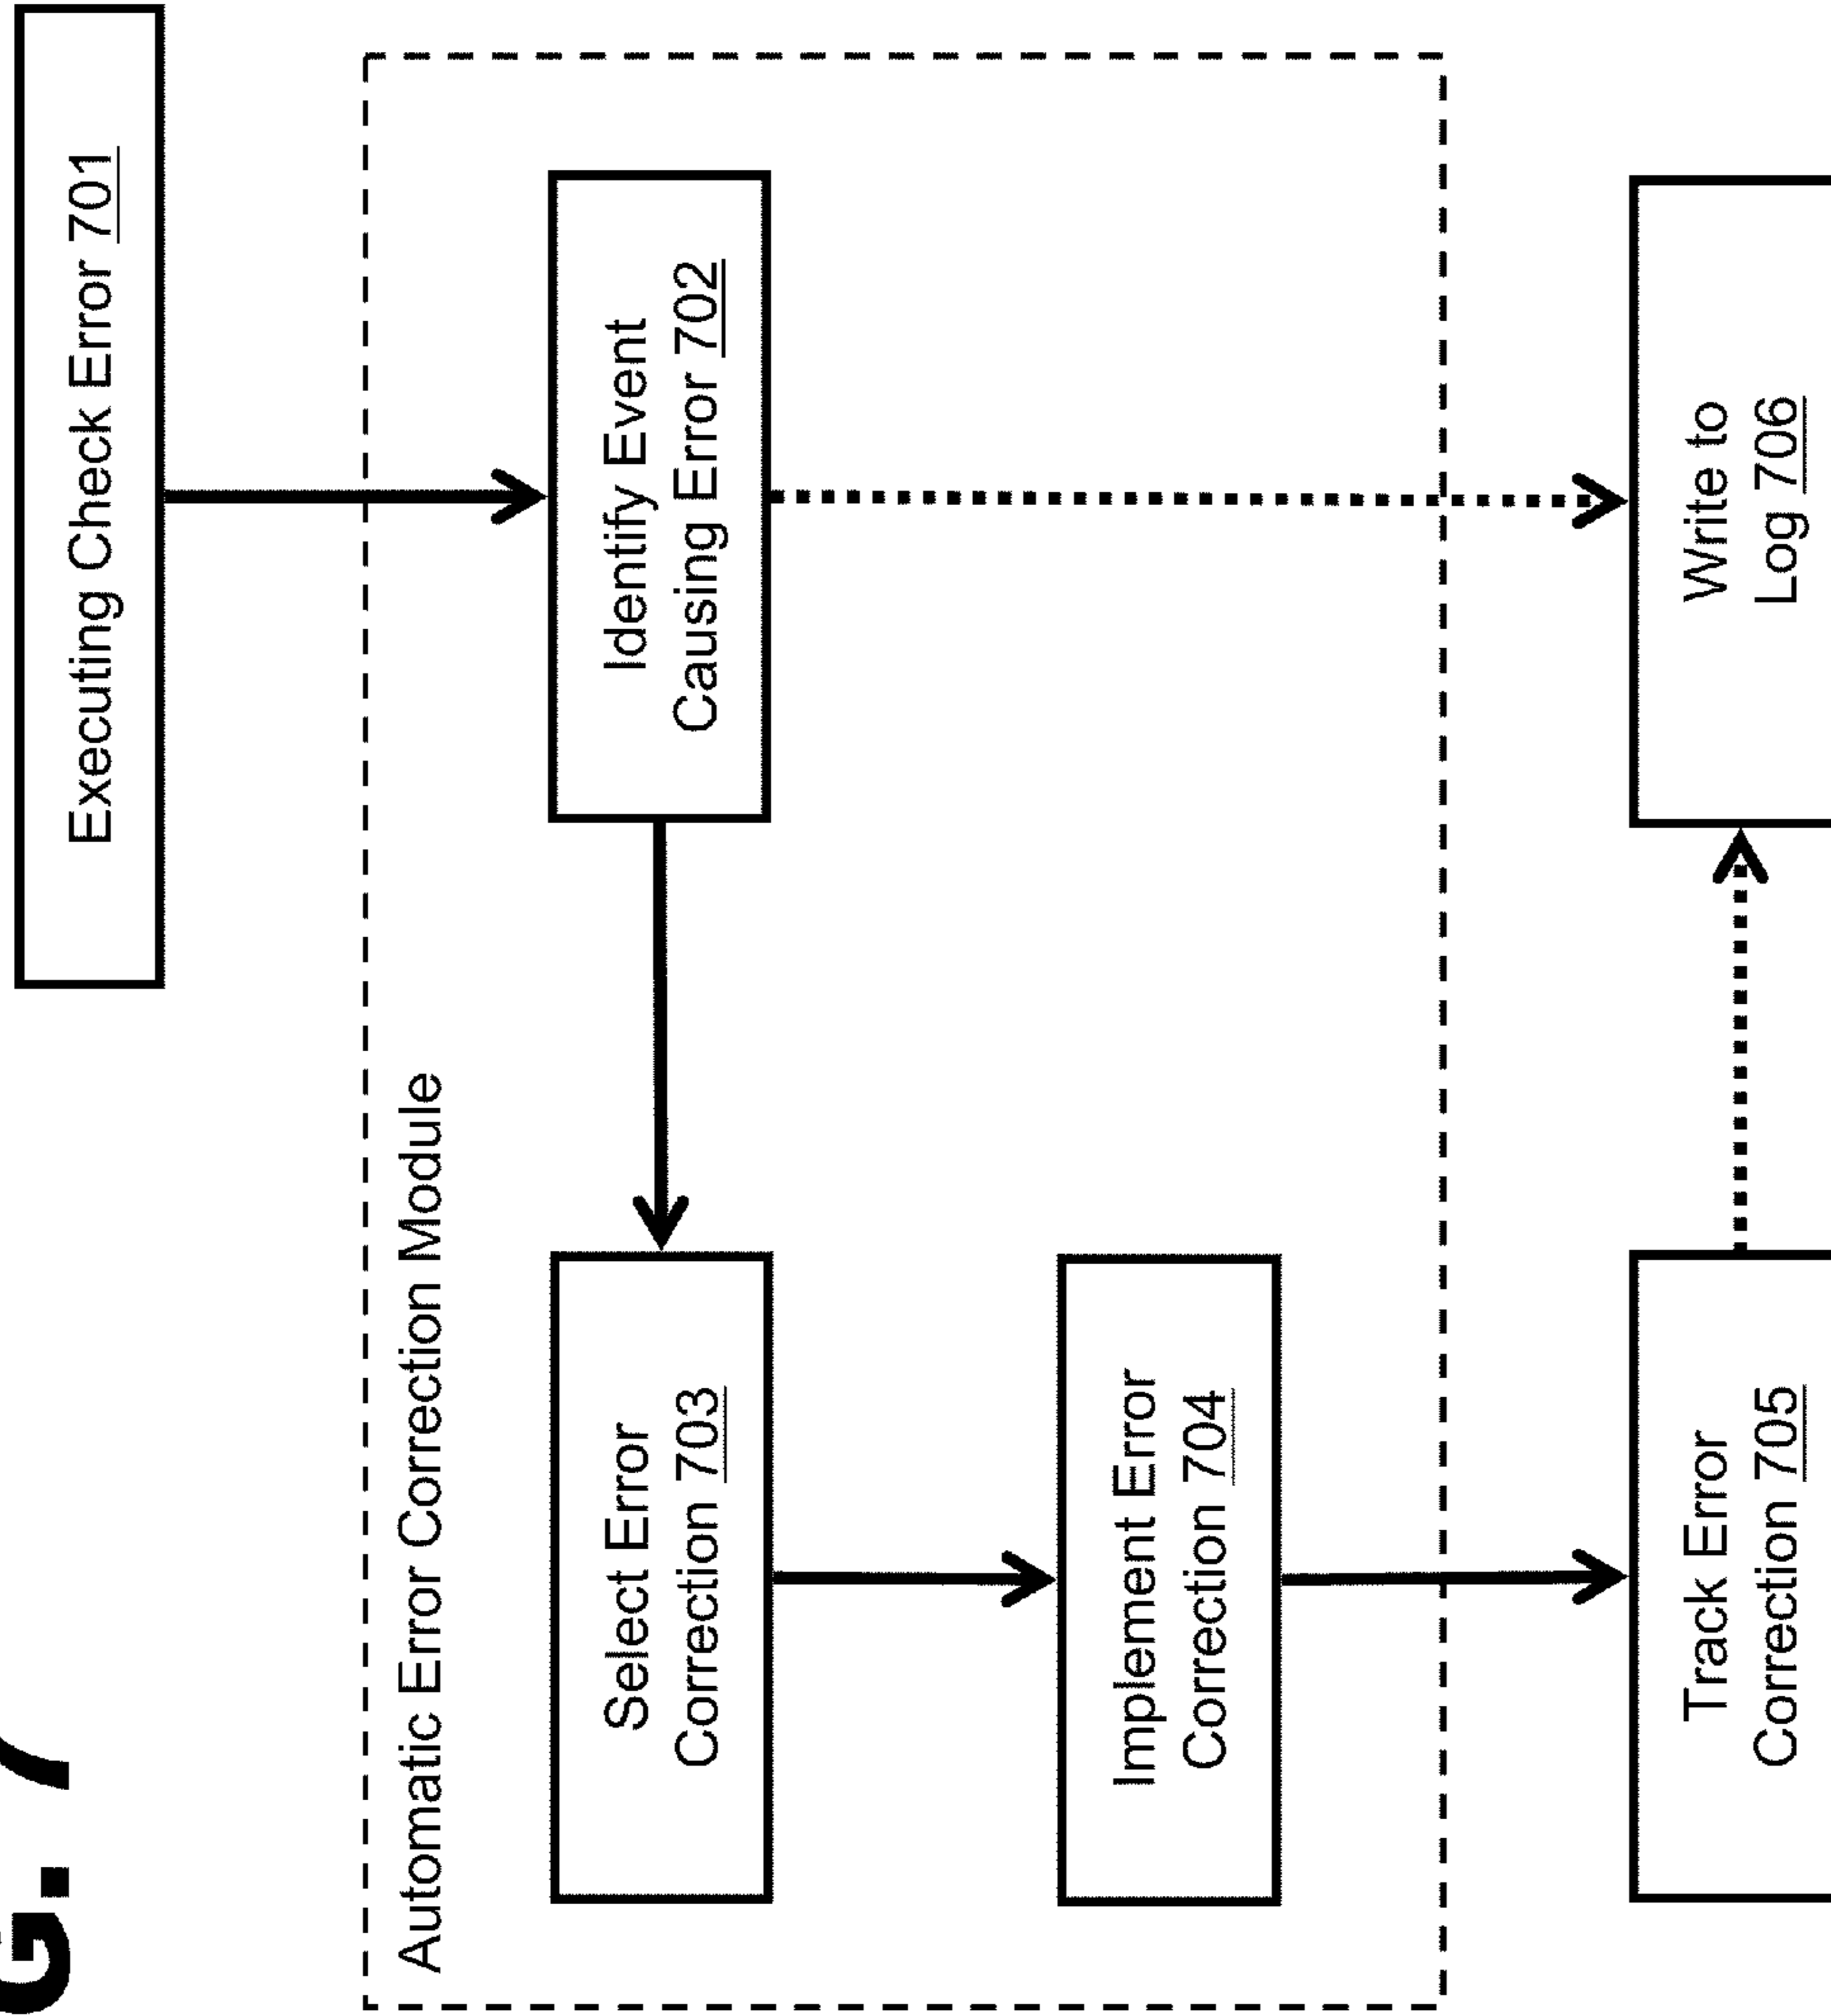 G. 7
Executing Check Error 701
Automatic Error Correction Module
Identify Event
Causing Error 702
Select Error
Correction 703
Implement Error
Correction 704
Track Error
Correction 705
Write to
Log 706